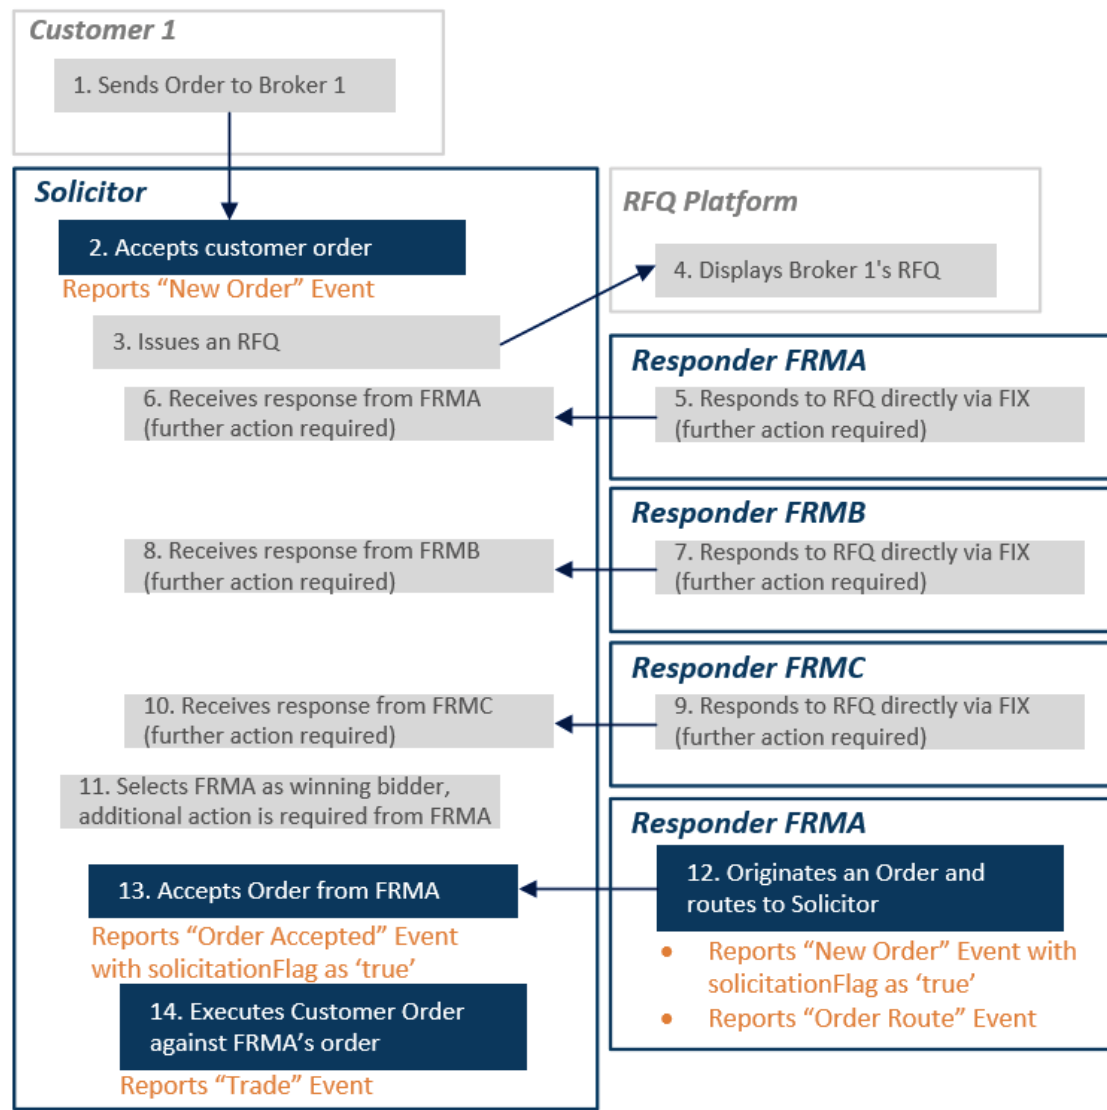 Customer 1
1. Sends Order to Broker 1
Solicitor
2. Accepts customer order
Reports “New Order” Event
3. Issues an RFQ
RFQ Platform
4. Displays Broker 1's RFQ
Responder FRMA
5. Responds to RFQ directly via FIX
(further action required)
6. Receives response from FRMA
(further action required)
Responder FRMB
7. Responds to RFQ directly via FIX
(further action required)
8. Receives response from FRMB
(further action required)
Responder FRMC
9. Responds to RFQ directly via FIX
(further action required)
10. Receives response from FRMC
(further action required)
11. Selects FRMA as winning bidder,
additional action is required from FRMA
Responder FRMA
12. Originates an Order and
routes to Solicitor
• Reports “New Order” Event with
solicitationFlag as ‘true’
• Reports “Order Route” Event
13. Accepts Order from FRMA
Reports “Order Accepted” Event
with solicitationFlag as ‘true’
14. Executes Customer Order
against FRMA’s order
Reports “Trade” Event